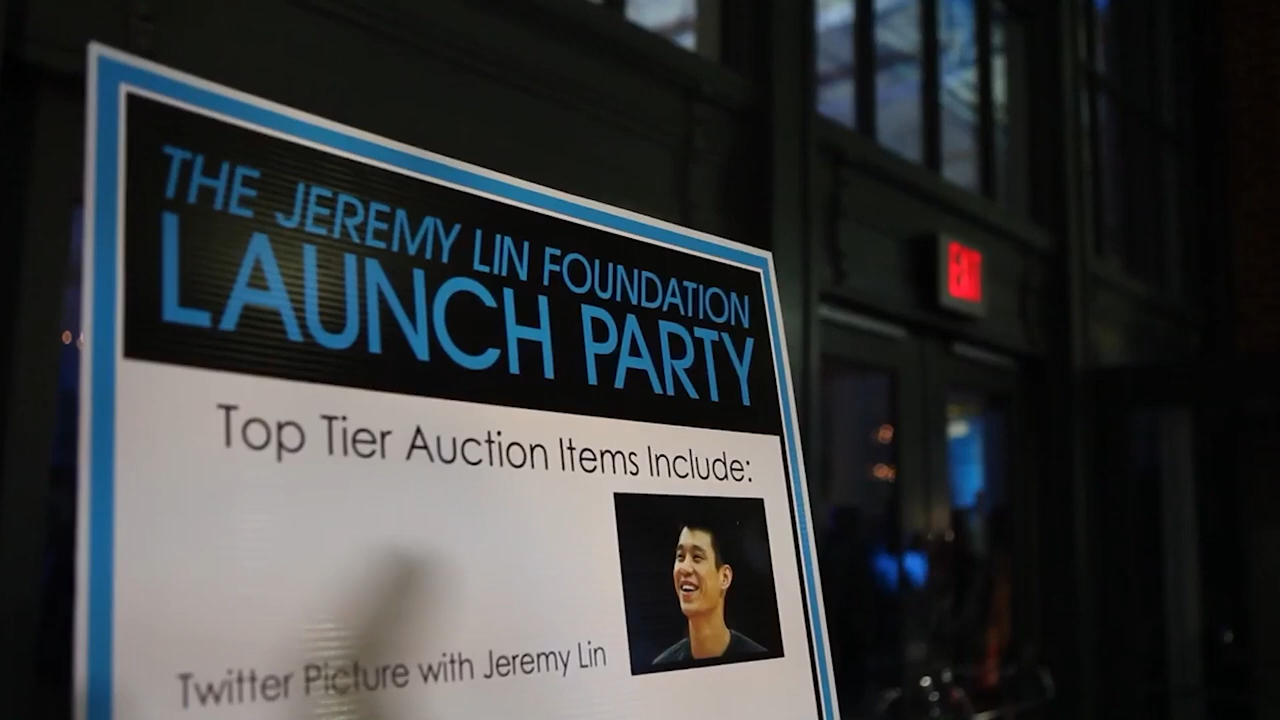 THE JEREMY LIN FOUNDATION
LAUNCH PARTY
Top Tier Auction Items Include:
Twitter Picture with Jeremy Lin
EXIT